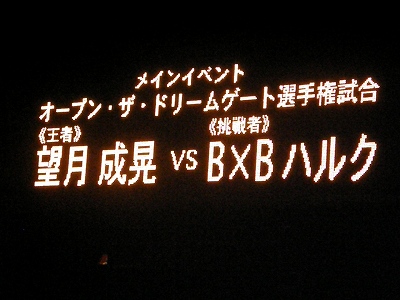 メインイベント
オープン・ザ・ドリームゲート選手権試合
《王者》 《挑戦者》
望月 成晃 VS B×B ハルク